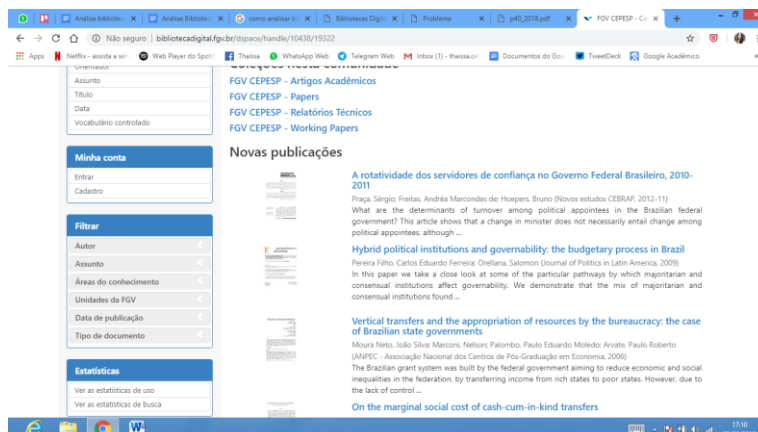 Análise bibliotec
Análise Bibliotec
como analisar bi
Bibliotecas Digita
Problema
p40_2018.pdf
FGV CEPESP - Ce
Não seguro | bibliotecadigital.fgv.br/dspace/handle/10438/19322
Apps
Netflix - assista a séri
Web Player do Spoti
Thaissa
WhatsApp Web
Telegram Web
Inbox (1) - thaissa.co
Documentos do Goo
TweetDeck
Google Acadêmico
Orientador
Assunto
Título
Data
Vocabulário controlado
Minha conta
Entrar
Cadastro
Filtrar
Autor
Assunto
Áreas do conhecimento
Unidades da FGV
Data de publicação
Tipo de documento
Estatísticas
Ver as estatísticas de uso
Ver as estatísticas de busca
Coleções nesta comunidade
FGV CEPESP - Artigos Acadêmicos
FGV CEPESP - Papers
FGV CEPESP - Relatórios Técnicos
FGV CEPESP - Working Papers
Novas publicações
A rotatividade dos servidores de confiança no Governo Federal Brasileiro, 2010-
2011
Praça, Sérgio; Freitas, Andréa Marcondes de; Hoepers, Bruno (Novos estudos CEBRAP, 2012-11)
What are the determinants of turnover among political appointees in the Brazilian federal
government? This article shows that a change in minister does not necessarily entail change among
political appointees, although ...
Hybrid political institutions and governability: the budgetary process in Brazil
Pereira Filho, Carlos Eduardo Ferreira; Orellana, Salomon (Journal of Politics in Latin America, 2009)
In this paper we take a close look at some of the particular pathways by which majoritarian and
consensual institutions affect governability. We demonstrate that the mix of majoritarian and
consensual institutions found ...
Vertical transfers and the appropriation of resources by the bureaucracy: the case
of Brazilian state governments
Moura Neto, João Silva; Marconi, Nelson; Palombo, Paulo Eduardo Moledo; Arvate, Paulo Roberto
(ANPEC - Associação Nacional dos Centros de Pós-Graduação em Economia, 2006)
The Brazilian grant system was built by the federal government aiming to reduce economic and social
inequalities in the federation, by transferring income from rich states to poor states. However, due to
the lack of control ...
On the marginal social cost of cash-cum-in-kind transfers
17:10